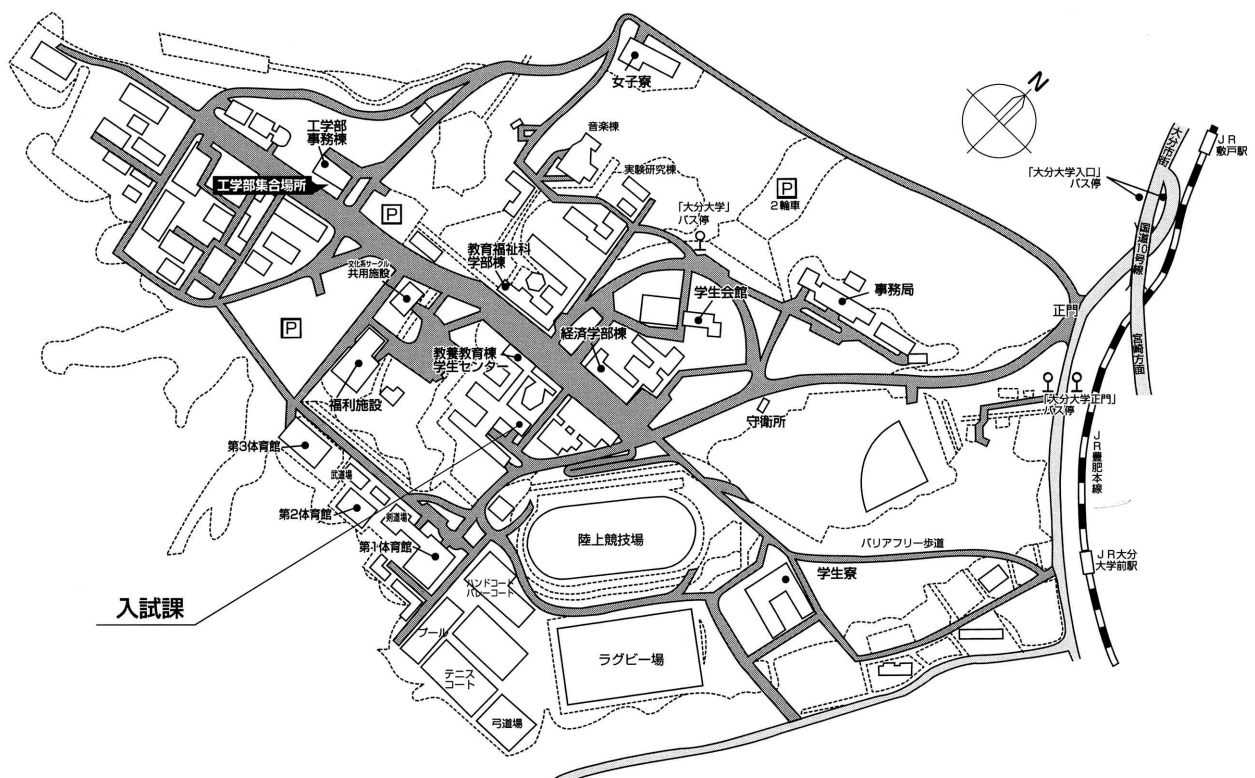 女子寮
N
JR
敷戸駅
大分市街
「大分大学入口」
バス停
国道10号線
宮崎方面
工学部
事務棟
音楽棟
実験研究棟
工学部集合場所
P
P
2輪車
「大分大学」
バス停
教育福祉科
学部棟
文化系サークル
共用施設
P
学生会館
事務局
正門
経済学部棟
教養教育棟
学生センター
福利施設
守衛所
「大分大学正門」
バス停
JR豊肥本線
第3体育館
武道場
第2体育館
剣道場
第1体育館
陸上競技場
バリアフリー歩道
JR大分
大学前駅
学生寮
ハンドコート
バレーコート
入試課
プール
ラグビー場
テニス
コート
弓道場